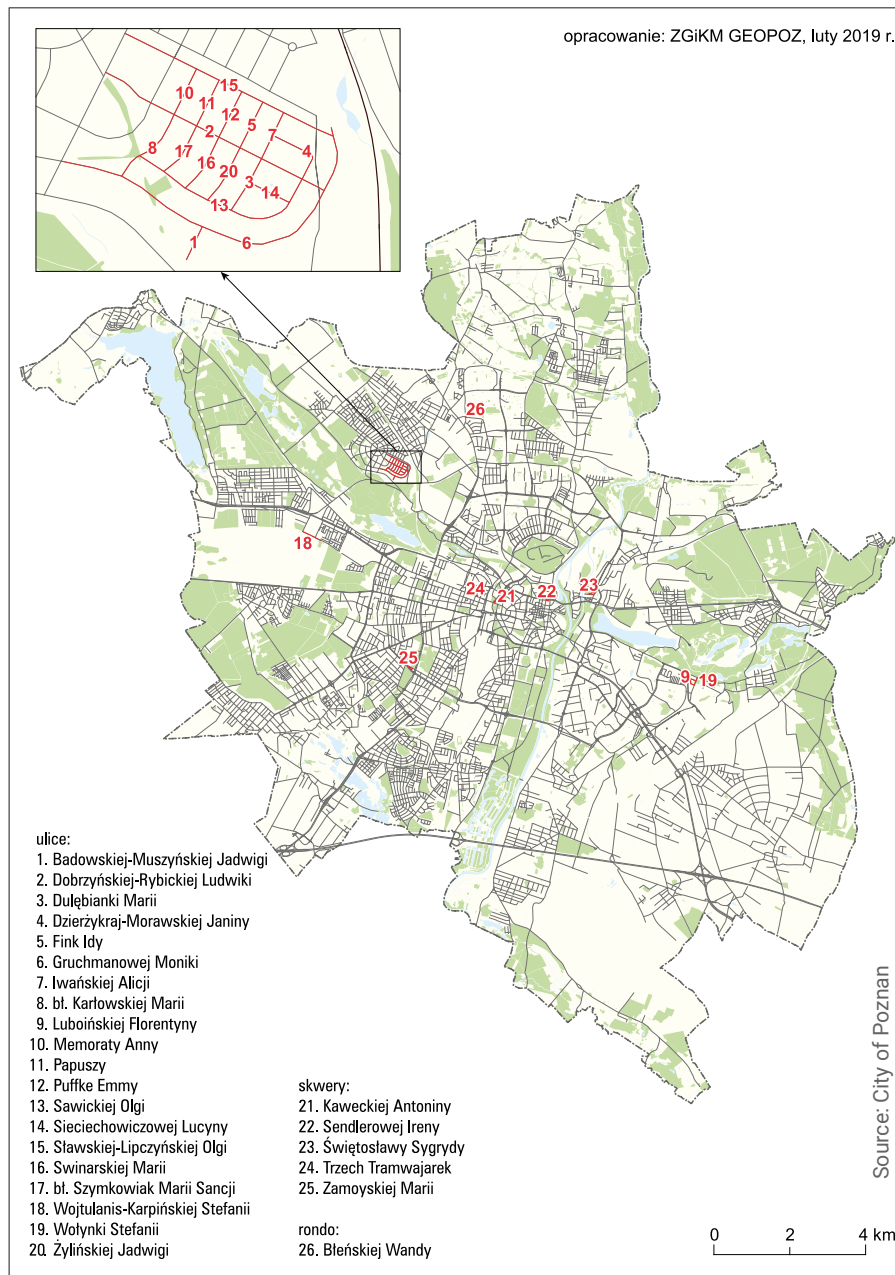 opracowanie: ZGiKM GEOPOZ, luty 2019 r.
15
10
11
12
5
2
7
8
17
4
16
20
3
14
13
1
6
26
18
24
21
22
23
25
9
19
ulice:
1. Badowskiej-Muszyńskiej Jadwigi
2. Dobrzyńskiej-Rybickiej Ludwiki
3. Dulębianki Marii
4. Dzierżykraj-Morawskiej Janiny
5. Fink Idy
6. Gruchmanowej Moniki
7. Iwańskiej Alicji
8. bł. Karłowskiej Marii
9. Luboińskiej Florentyny
10. Memoraty Anny
11. Papuszy
12. Puffke Emmy
13. Sawickiej Olgi
14. Sieciechowiczowej Lucyny
15. Sławskiej-Lipczyńskiej Olgi
16. Swinarskiej Marii
17. bł. Szymkowiak Marii Sancji
18. Wojtulanis-Karpińskiej Stefanii
19. Wołynki Stefanii
20. Żylińskiej Jadwigi
skwery:
21. Kaweckiej Antoniny
22. Sendlerowej Ireny
23. Świętosławy Sygrydy
24. Trzech Tramwajarek
25. Zamoyskiej Marii
rondo:
26. Błeńskiej Wandy
0 2 4 km
Source: City of Poznan